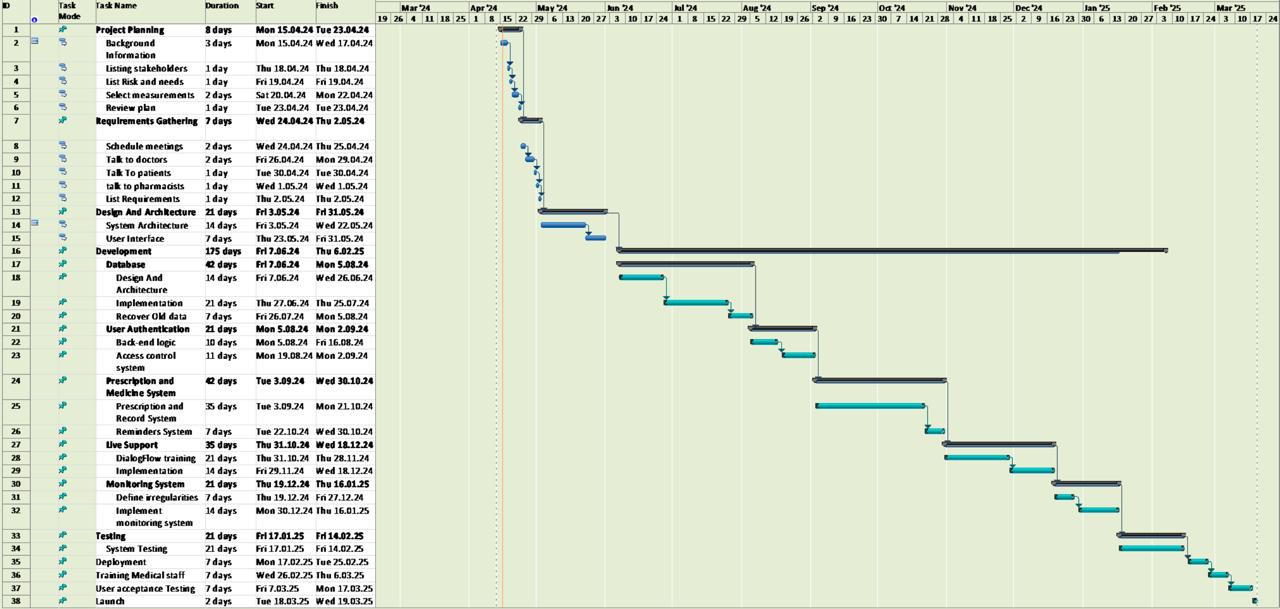 ID Task Mode Task Name Duration Start Finish
Mar '24 Apr '24 May '24 Jun '24 Jul '24 Aug '24 Sep '24 Oct '24 Nov '24 Dec '24 Jan '25 Feb '25 Mar '25
19 26 4 11 18 25 1 8 15 22 29 6 13 20 27 3 10 17 24 1 8 15 22 29 5 12 19 26 2 9 16 23 30 7 14 21 28 4 11 18 25 2 9 16 23 30 6 13 20 27 3 10 17 24 3 10 17 24
1 Project Planning 8 days Mon 15.04.24 Tue 23.04.24
2 Background Information 3 days Mon 15.04.24 Wed 17.04.24
3 Listing stakeholders 1 day Thu 18.04.24 Thu 18.04.24
4 List Risk and needs 1 day Fri 19.04.24 Fri 19.04.24
5 Select measurements 2 days Sat 20.04.24 Mon 22.04.24
6 Review plan 1 day Tue 23.04.24 Tue 23.04.24
7 Requirements Gathering 7 days Wed 24.04.24 Thu 2.05.24
8 Schedule meetings 2 days Wed 24.04.24 Thu 25.04.24
9 Talk to doctors 2 days Fri 26.04.24 Mon 29.04.24
10 Talk To patients 1 day Tue 30.04.24 Tue 30.04.24
11 talk to pharmacists 1 day Wed 1.05.24 Wed 1.05.24
12 List Requirements 1 day Thu 2.05.24 Thu 2.05.24
13 Design And Architecture 21 days Fri 3.05.24 Fri 31.05.24
14 System Architecture 14 days Fri 3.05.24 Wed 22.05.24
15 User Interface 7 days Thu 23.05.24 Fri 31.05.24
16 Development 175 days Fri 7.06.24 Thu 6.02.25
17 Database 42 days Fri 7.06.24 Mon 5.08.24
18 Design And Architecture 14 days Fri 7.06.24 Wed 26.06.24
19 Implementation 21 days Thu 27.06.24 Thu 25.07.24
20 Recover Old data 7 days Fri 26.07.24 Mon 5.08.24
21 User Authentication 21 days Mon 5.08.24 Mon 2.09.24
22 Back-end logic 10 days Mon 5.08.24 Fri 16.08.24
23 Access control system 11 days Mon 19.08.24 Mon 2.09.24
24 Prescription and Medicine System 42 days Tue 3.09.24 Wed 30.10.24
25 Prescription and Record System 35 days Tue 3.09.24 Mon 21.10.24
26 Reminders System 7 days Tue 22.10.24 Wed 30.10.24
27 Live Support 35 days Thu 31.10.24 Wed 18.12.24
28 DialogFlow training 21 days Thu 31.10.24 Thu 28.11.24
29 Implementation 14 days Fri 29.11.24 Wed 18.12.24
30 Monitoring System 21 days Thu 19.12.24 Thu 16.01.25
31 Define irregularities 7 days Thu 19.12.24 Fri 27.12.24
32 Implement monitoring system 14 days Mon 30.12.24 Thu 16.01.25
33 Testing 21 days Fri 17.01.25 Fri 14.02.25
34 System Testing 21 days Fri 17.01.25 Fri 14.02.25
35 Deployment 7 days Mon 17.02.25 Tue 25.02.25
36 Training Medical staff 7 days Wed 26.02.25 Thu 6.03.25
37 User acceptance Testing 7 days Fri 7.03.25 Mon 17.03.25
38 Launch 2 days Tue 18.03.25 Wed 19.03.25